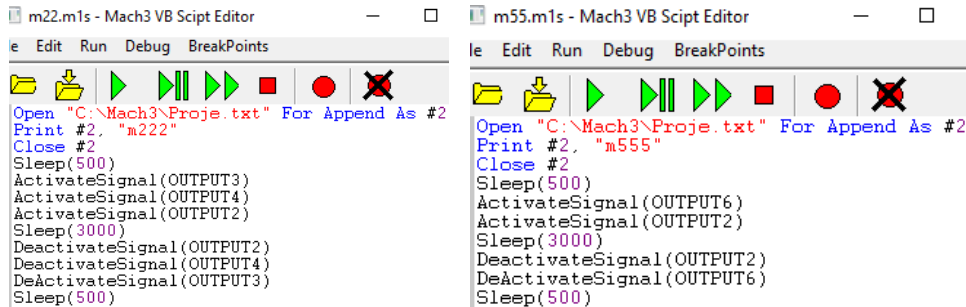 m22.m1s - Mach3 VB Scipt Editor
le Edit Run Debug BreakPoints
Open "C:\Mach3\Proje.txt" For Append As #2
Print #2, "m222"
Close #2
Sleep(500)
ActivateSignal(OUTPUT3)
ActivateSignal(OUTPUT4)
ActivateSignal(OUTPUT2)
Sleep(3000)
DeactivateSignal(OUTPUT2)
DeactivateSignal(OUTPUT4)
DeActivateSignal(OUTPUT3)
Sleep(500)
m55.m1s - Mach3 VB Scipt Editor
le Edit Run Debug BreakPoints
Open "C:\Mach3\Proje.txt" For Append As #2
Print #2, "m555"
Close #2
Sleep(500)
ActivateSignal(OUTPUT6)
ActivateSignal(OUTPUT2)
Sleep(3000)
DeactivateSignal(OUTPUT2)
DeActivateSignal(OUTPUT6)
Sleep(500)